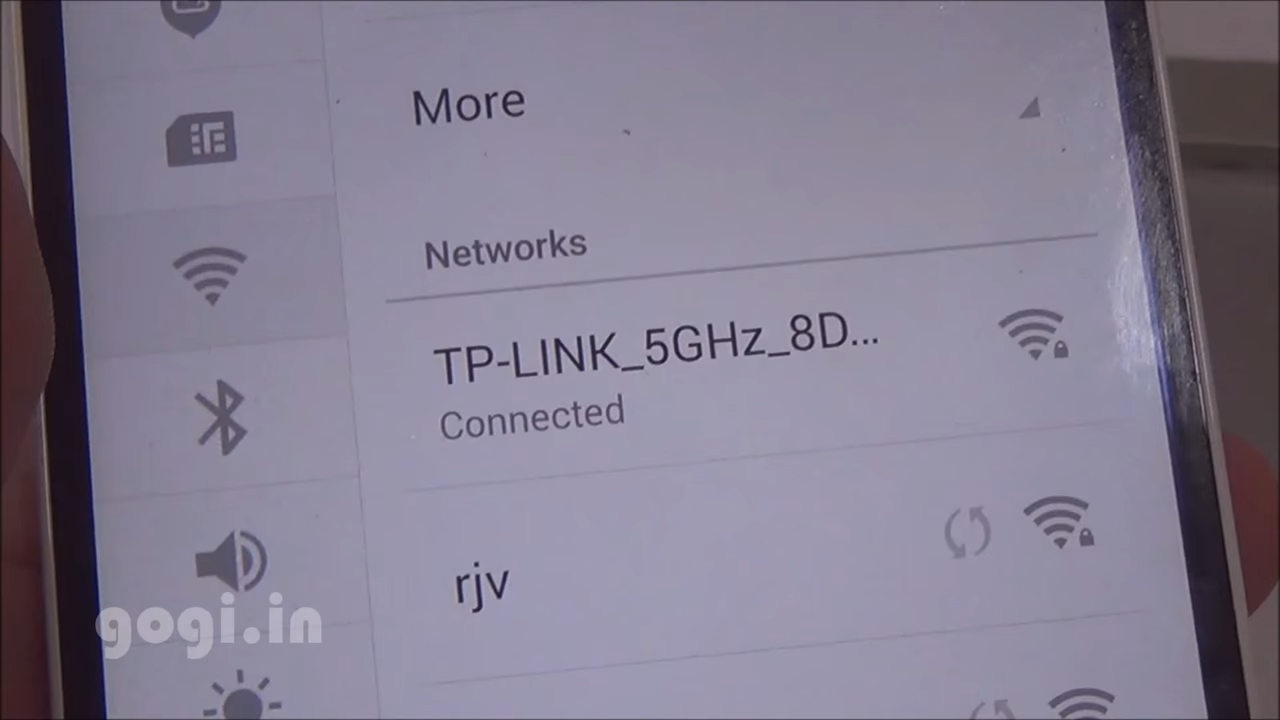 More
Networks
TP-LINK_5GHz_8D...
Connected
rjv
gogi.in